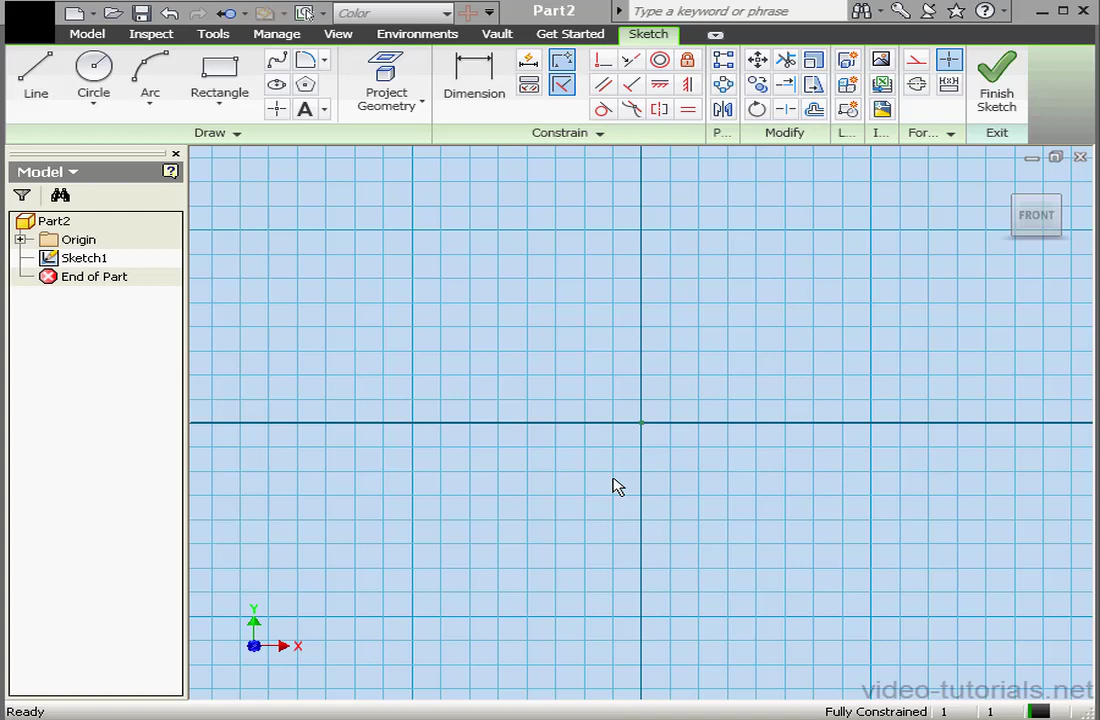 Color
Part2
Type a keyword or phrase
Model Inspect Tools Manage View Environments Vault Get Started Sketch
Line
Circle
Arc
Rectangle
A
Project
Geometry
Dimension
Finish
Sketch
Draw
Constrain
P...
Modify
L...
I...
For...
Exit
Model
Part2
Origin
Sketch1
End of Part
FRONT
Y
X
video-tutorials.net
Ready
Fully Constrained 1 1